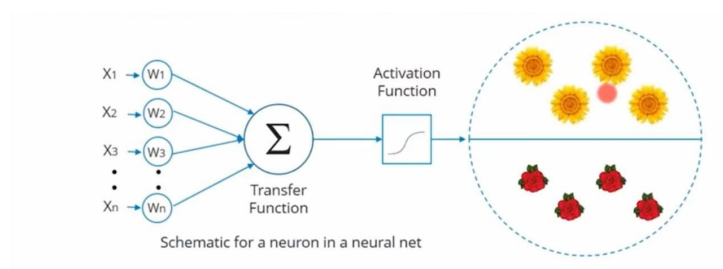 X1 W1
X2 W2
X3 W3
Xn Wn
Σ
Transfer
Function
Activation
Function
Schematic for a neuron in a neural net